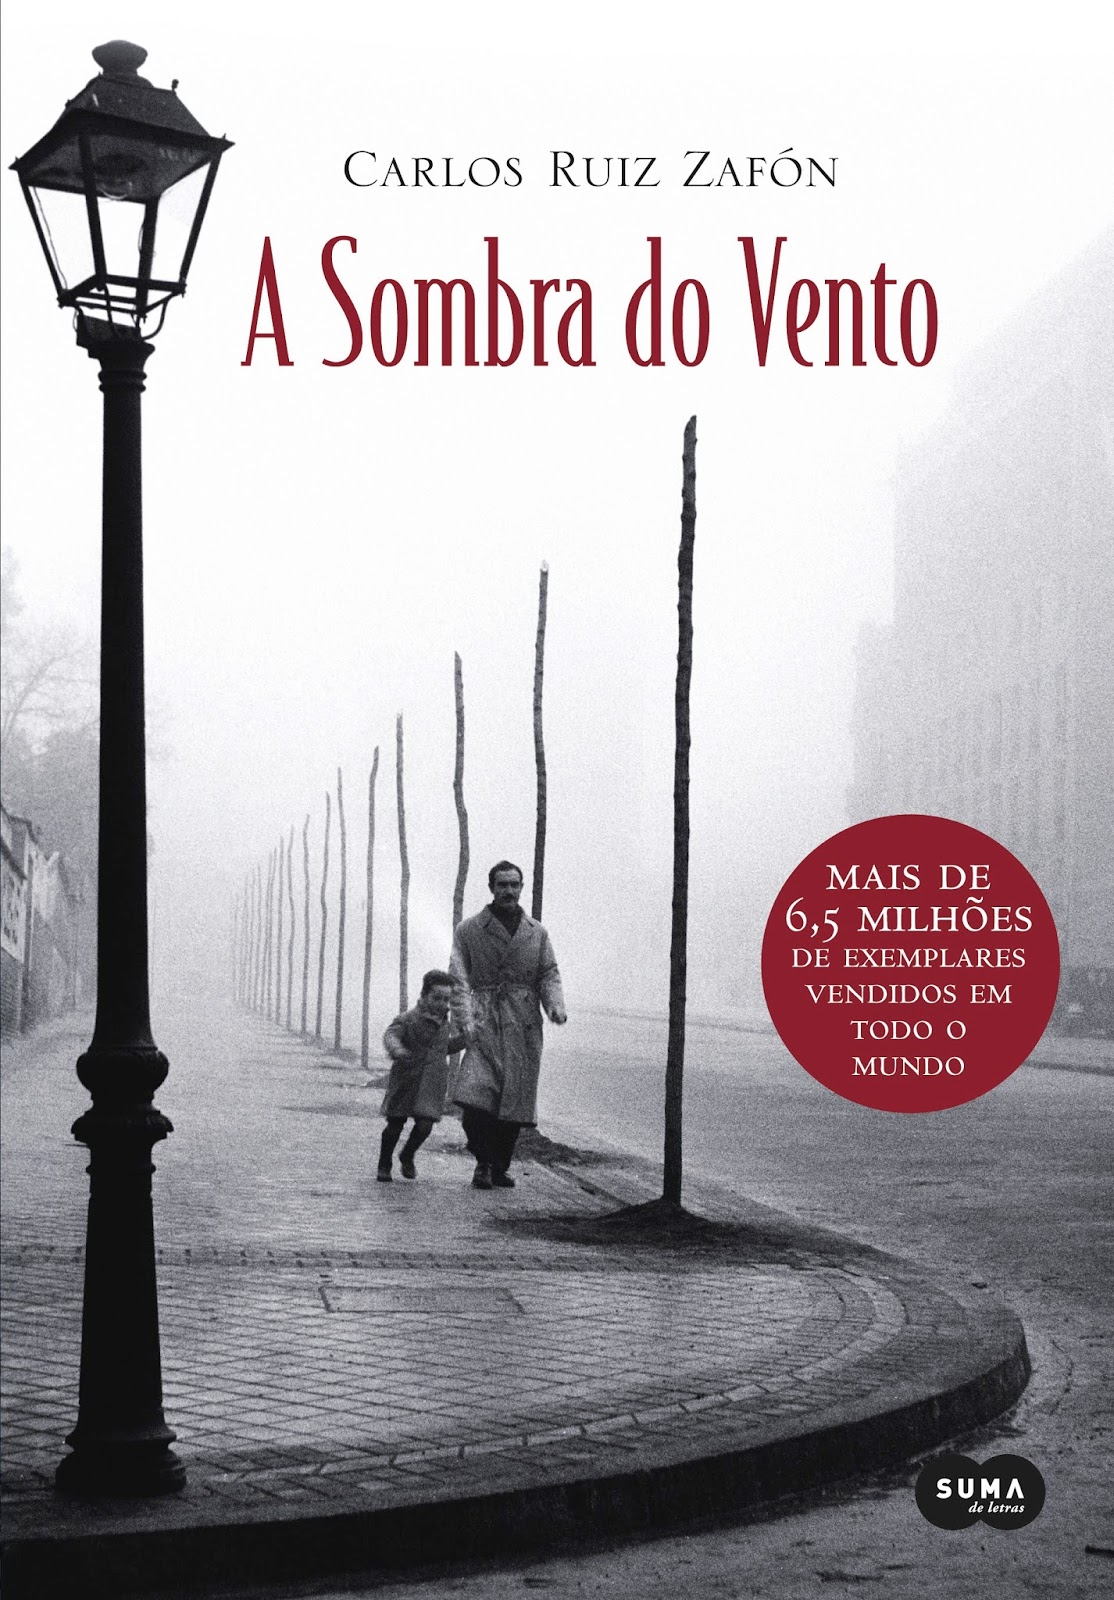 CARLOS RUIZ ZAFÓN
A Sombra do Vento
MAIS DE
6,5 MILHÕES
DE EXEMPLARES
VENDIDOS EM
TODO O
MUNDO
SUMA
de letras